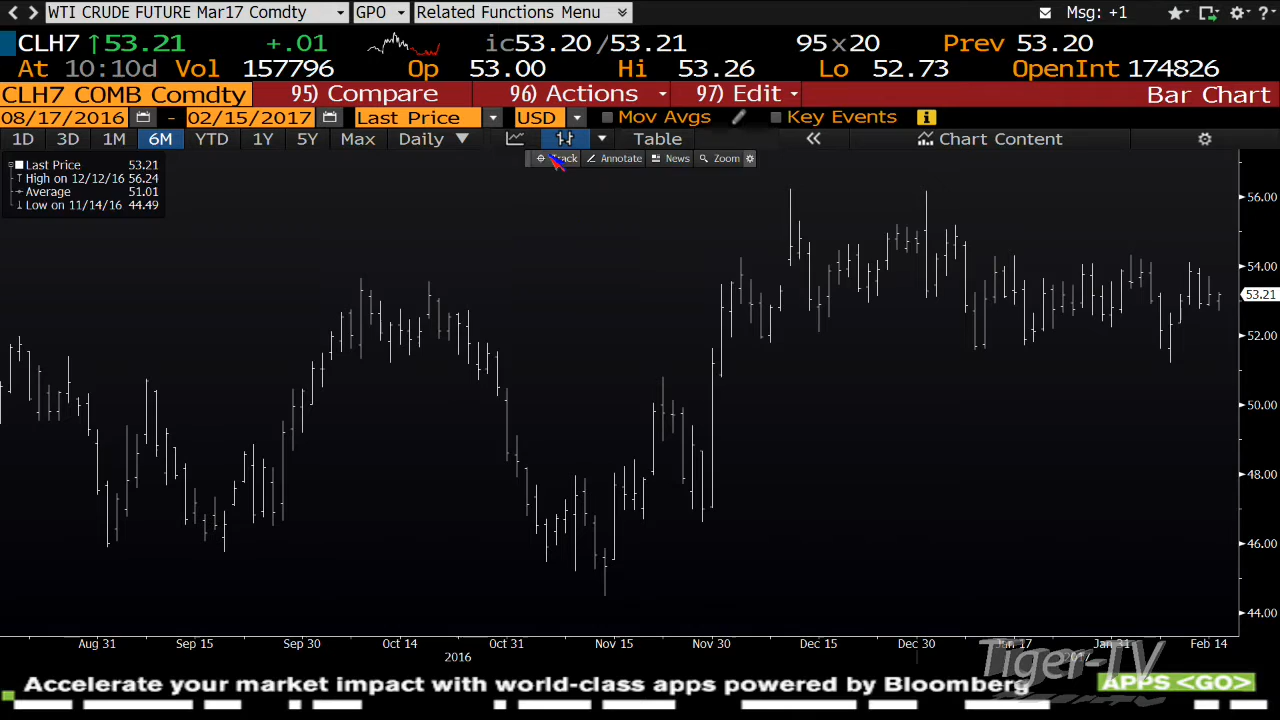 WTI CRUDE FUTURE Mar17 Comdty GPO Related Functions Menu Msg: +1
CLH7 ↑53.21 +.01 ic53.20/53.21 95x20 Prev 53.20
At 10:10d Vol 157796 Op 53.00 Hi 53.26 Lo 52.73 OpenInt 174826
CLH7 COMB Comdty 95) Compare 96) Actions 97) Edit Bar Chart
08/17/2016 - 02/15/2017 Last Price USD Mov Avgs Key Events
1D 3D 1M 6M YTD 1Y 5Y Max Daily Table Chart Content
Track Annotate News Zoom
Last Price 53.21
High on 12/12/16 56.24
Average 51.01
Low on 11/14/16 44.49
56.00
54.00
53.21
52.00
50.00
48.00
46.00
44.00
Aug 31 Sep 15 Sep 30 Oct 14 Oct 31 Nov 15 Nov 30 Dec 15 Dec 30 Jan 31 Feb 14
2016 2017
Tiger-TV
Accelerate your market impact with world-class apps powered by Bloomberg APPS <GO>